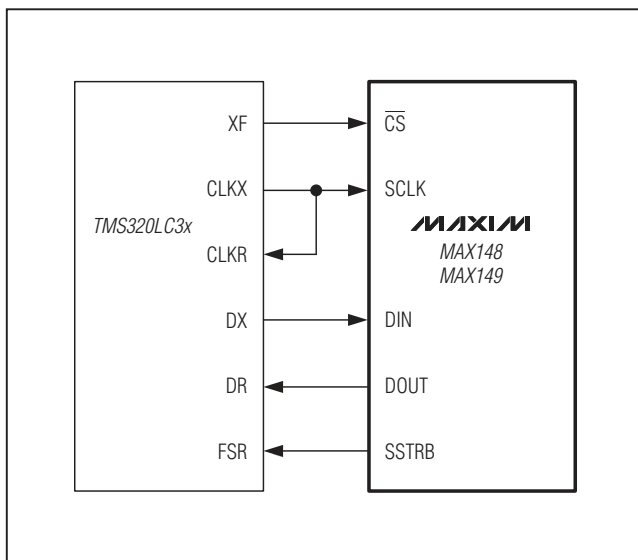 XF
CS
CLKX
SCLK
TMS320LC3x
MAXIM
MAX148
MAX149
CLKR
DX
DIN
DR
DOUT
FSR
SSTRB